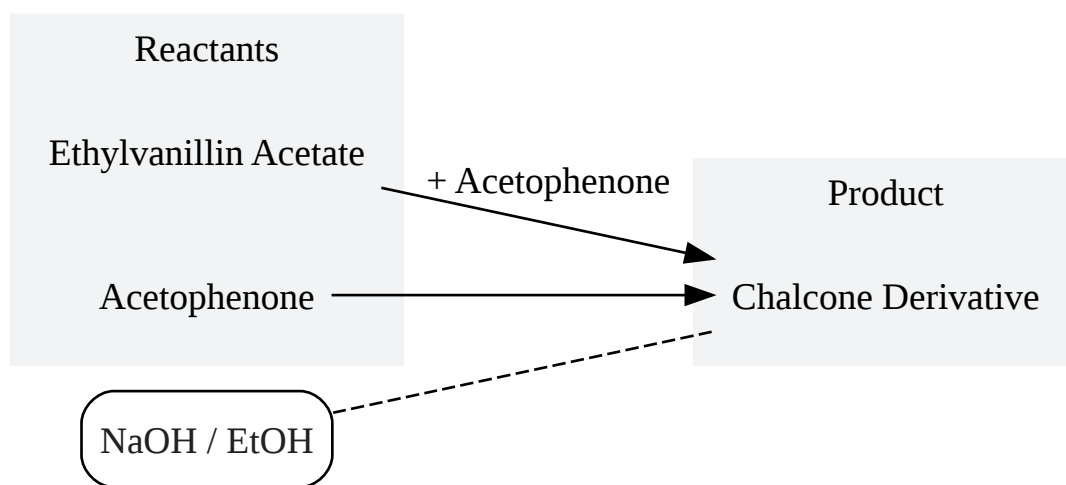 Reactants
Ethylvanillin Acetate
+ Acetophenone
Product
Acetophenone
Chalcone Derivative
NaOH / EtOH